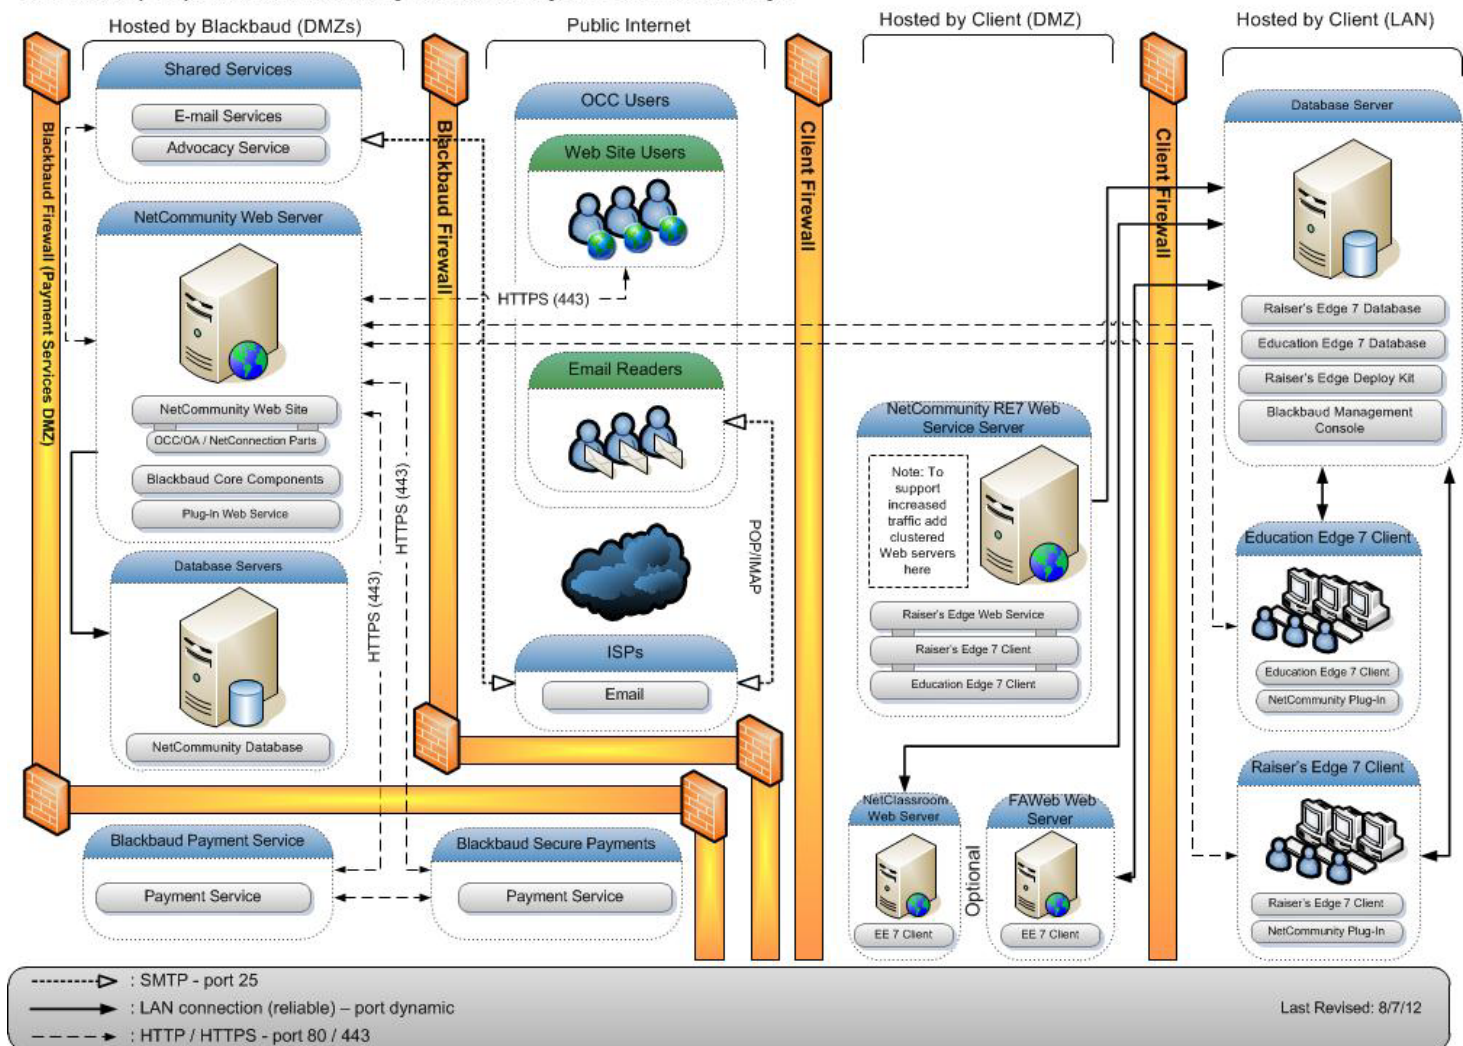 Hosted by Blackbaud (DMZs)
Public Internet
Hosted by Client (DMZ)
Hosted by Client (LAN)
Blackbaud Firewall (Payment Services DMZ)
Shared Services
E-mail Services
Advocacy Service
NetCommunity Web Server
NetCommunity Web Site
OCC/OA / NetConnection Parts
Blackbaud Core Components
Plug-In Web Service
Database Servers
NetCommunity Database
Blackbaud Payment Service
Payment Service
Blackbaud Secure Payments
Payment Service
HTTPS (443)
HTTPS (443)
Blackbaud Firewall
OCC Users
Web Site Users
HTTPS (443)
Email Readers
POP/IMAP
ISPs
Email
Client Firewall
NetCommunity RE7 Web
Service Server
Note: To
support
increased
traffic add
clustered
Web servers
here
Raiser's Edge Web Service
Raiser's Edge 7 Client
Education Edge 7 Client
NetClassroom
Web Server
EE 7 Client
Optional
FAWeb Web
Server
EE 7 Client
Client Firewall
Database Server
Raiser's Edge 7 Database
Education Edge 7 Database
Raiser's Edge Deploy Kit
Blackbaud Management
Console
Education Edge 7 Client
Education Edge 7 Client
NetCommunity Plug-In
Raiser's Edge 7 Client
Raiser's Edge 7 Client
NetCommunity Plug-In
: SMTP - port 25
: LAN connection (reliable) – port dynamic
: HTTP / HTTPS - port 80 / 443
Last Revised: 8/7/12